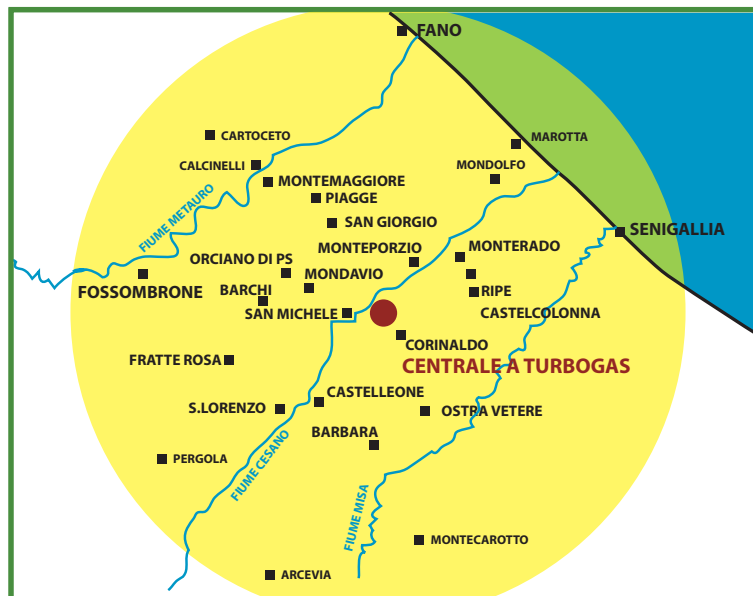 FANO
MAROTTA
CARTOCETO
CALCINELLI
MONDOLFO
MONTEMAGGIORE
PIAGGE
FIUME METAURO
SAN GIORGIO
SENIGALLIA
MONTEPORZIO
MONTERADO
ORCIANO DI PS
MONDAVIO
FOSSOMBRONE
BARCHI
RIPE
SAN MICHELE
CASTELCOLONNA
CORINALDO
FRATTE ROSA
CENTRALE A TURBOGAS
CASTELLEONE
S.LORENZO
OSTRA VETERE
BARBARA
PERGOLA
FIUME CESANO
FIUME MISA
MONTECAROTTO
ARCEVIA